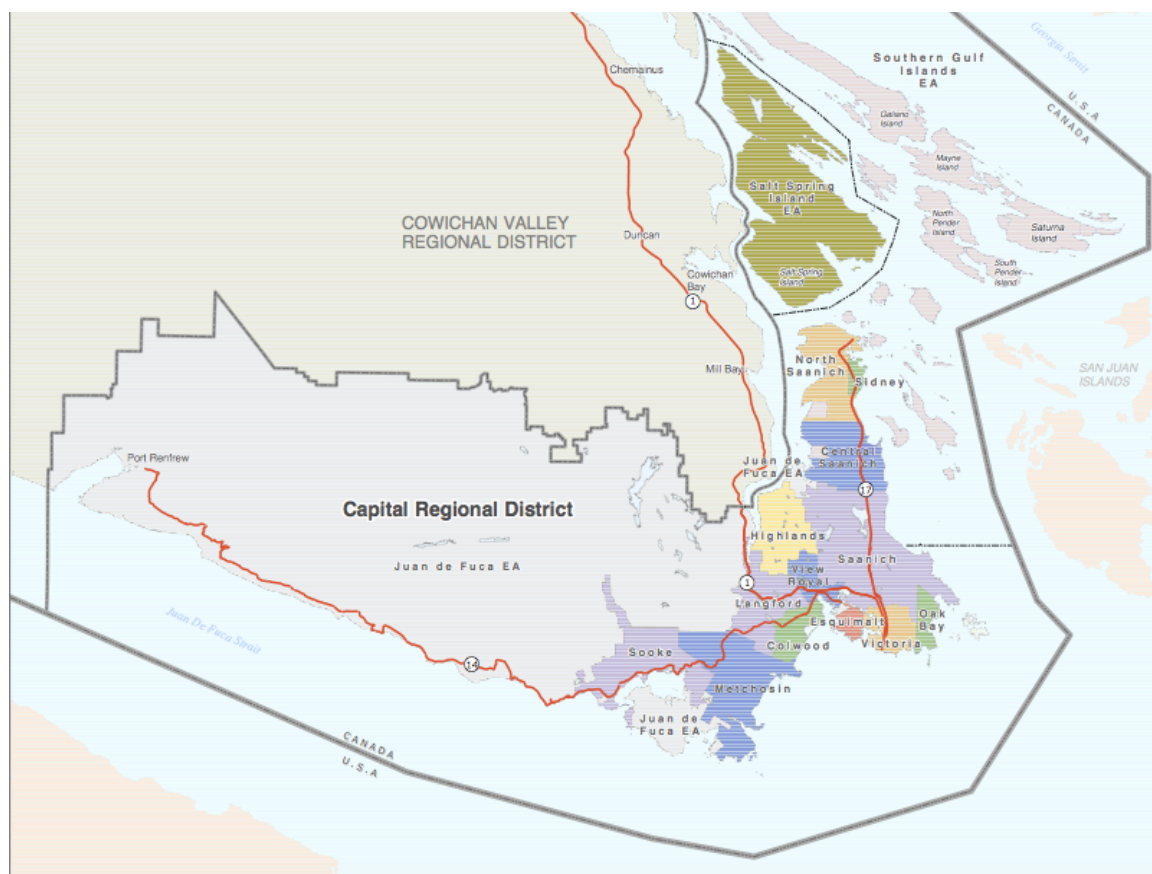 Georgia Strait
Southern Gulf
Islands
EA
U.S.A
CANADA
Chemainus
Galiano
Island
Mayne
Island
Salt Spring
Island
EA
COWICHAN VALLEY
REGIONAL DISTRICT
Duncan
North
Pender
Island
Saturna
Island
South
Pender
Island
Cowichan
Bay
Salt Spring
Island
1
Mill Bay
North
Saanich
Sidney
SAN JUAN
ISLANDS
Port Renfrew
Central
Saanich
Juan de
Fuca EA
17
Capital Regional District
Highlands
Juan de Fuca EA
Saanich
View
Royal
1
Langford
Oak
Bay
Esquimalt
Juan De Fuca Strait
Colwood
Victoria
Sooke
14
Metchosin
Juan de
Fuca EA
CANADA
U.S.A